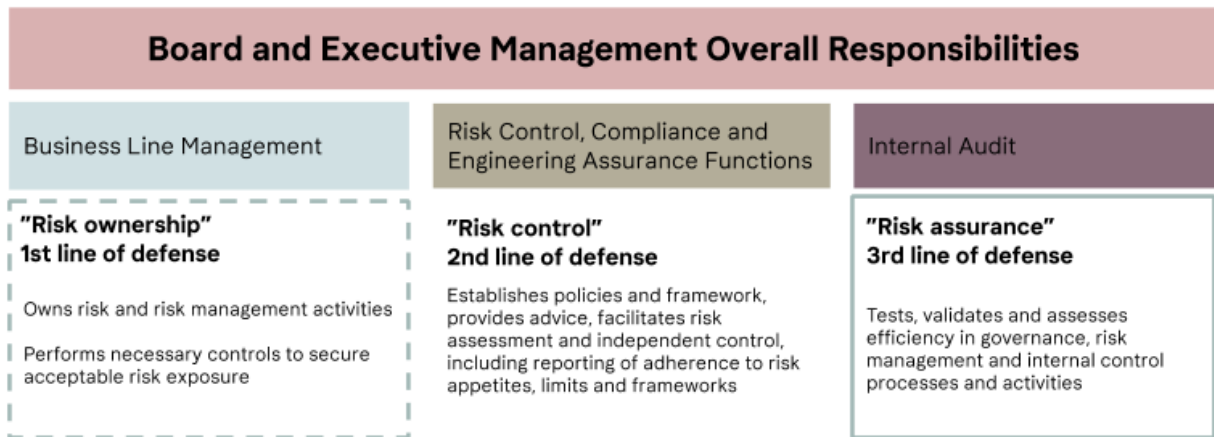 Board and Executive Management Overall Responsibilities
Business Line Management
Risk Control, Compliance and
Engineering Assurance Functions
Internal Audit
”Risk ownership”
1st line of defense
Owns risk and risk management activities
Performs necessary controls to secure
acceptable risk exposure
”Risk control”
2nd line of defense
Establishes policies and framework,
provides advice, facilitates risk
assessment and independent control,
including reporting of adherence to risk
appetites, limits and frameworks
”Risk assurance”
3rd line of defense
Tests, validates and assesses
efficiency in governance, risk
management and internal control
processes and activities